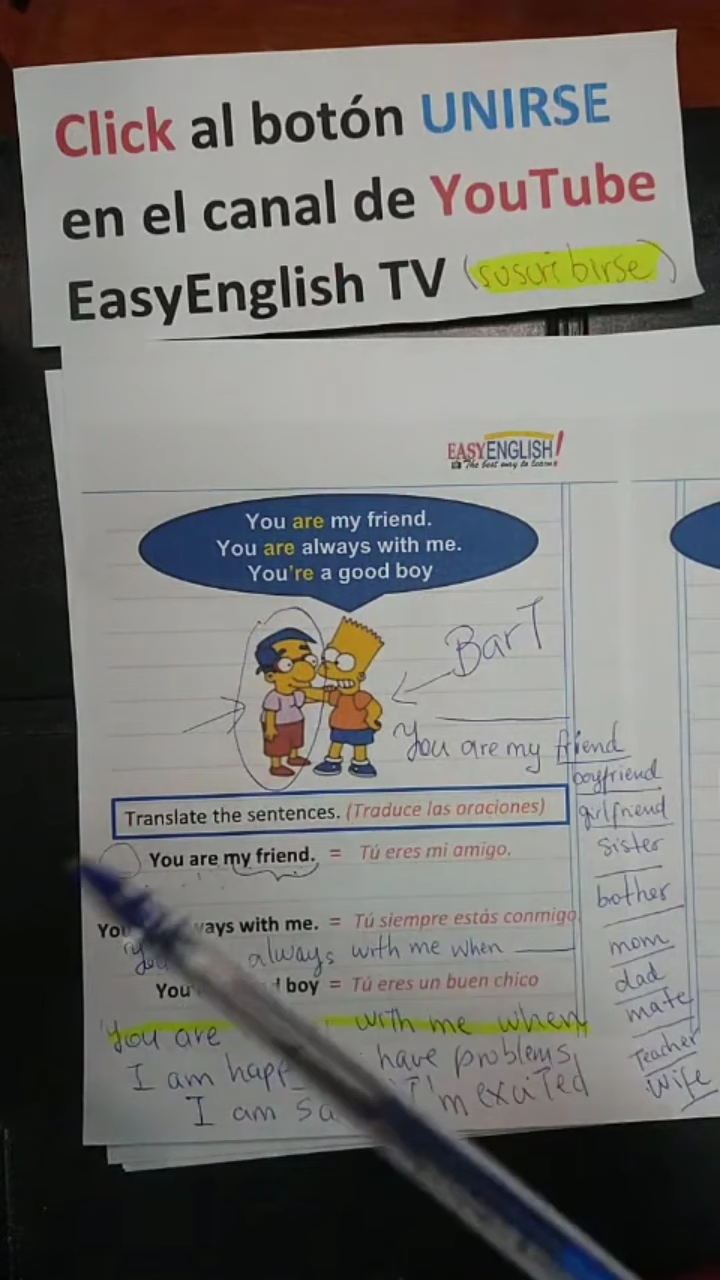 Click al botón UNIRSE
en el canal de YouTube
EasyEnglish TV (suscribirse)
EASYENGLISH!
The best way to learn
You are my friend.
You are always with me.
You're a good boy
BarT
You are my friend
boyfriend
girlfriend
sister
bother
mom
dad
mate
Teacher
wife
Translate the sentences. (Traduce las oraciones)
You are my friend. = Tú eres mi amigo.
ways with me. = Tú siempre estás conmigo
always with me when
boy = Tú eres un buen chico
You are with me when
I am have problems,
I am I'm exciTed